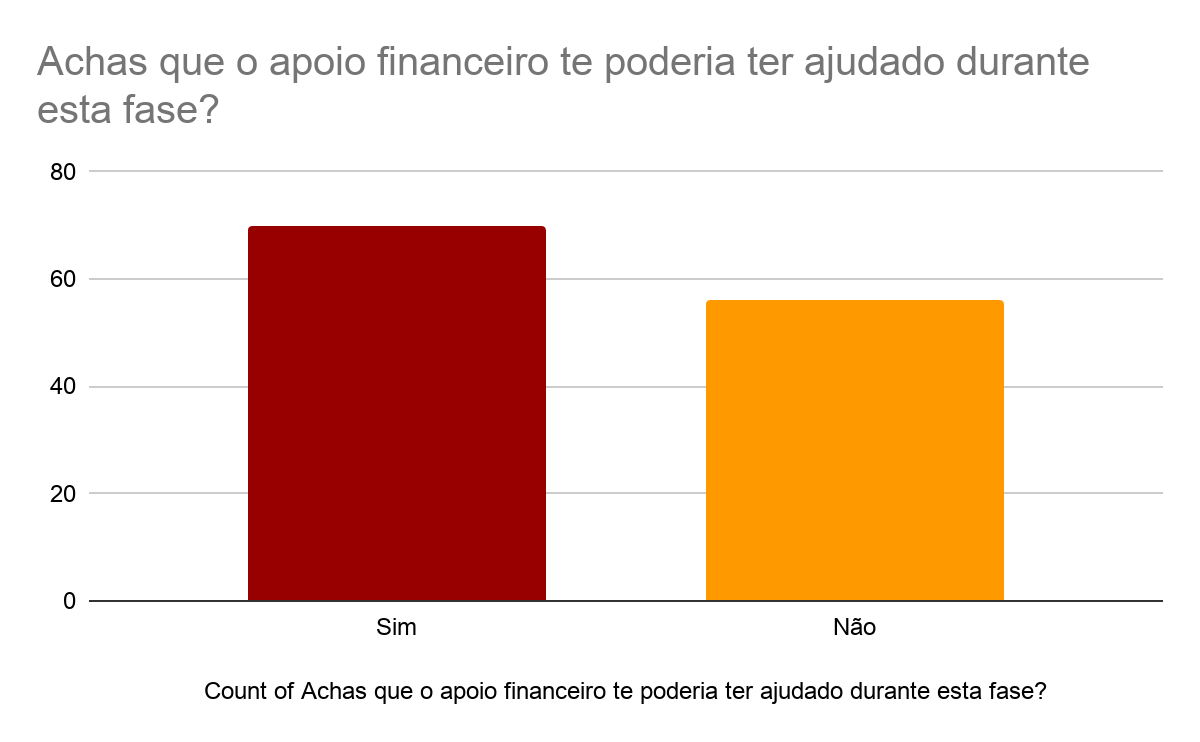 Achas que o apoio financeiro te poderia ter ajudado durante
esta fase?
80
60
40
20
0
Sim Não
Count of Achas que o apoio financeiro te poderia ter ajudado durante esta fase?